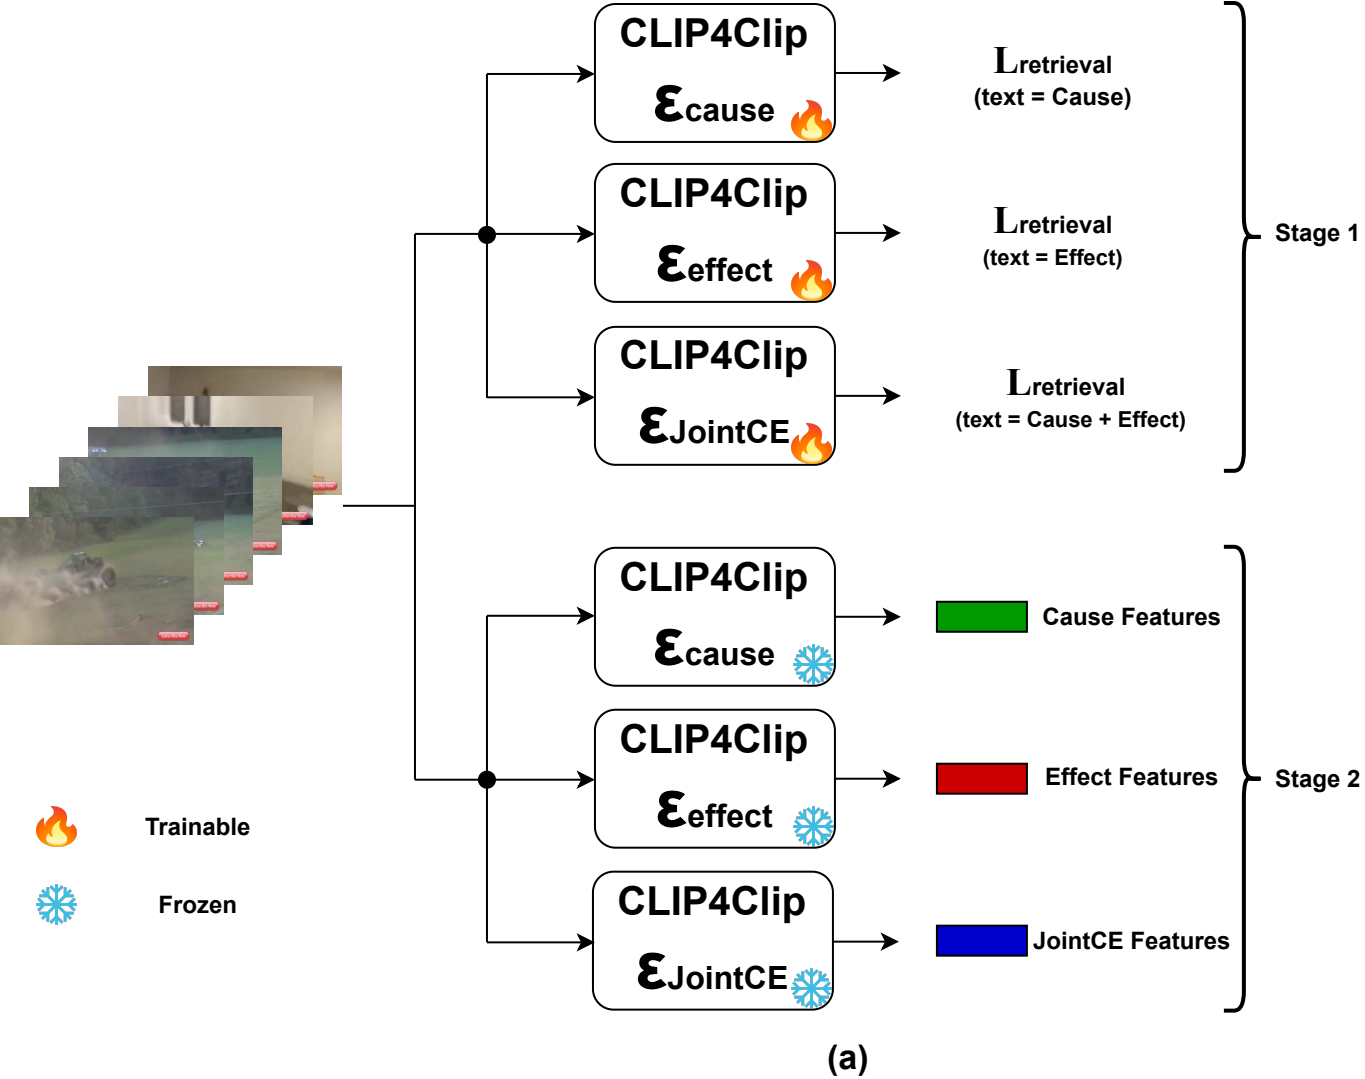 CLIP4Clip
εcause
Lretrieval
(text = Cause)
CLIP4Clip
εeffect
Lretrieval
(text = Effect)
Stage 1
CLIP4Clip
εJointCE
Lretrieval
(text = Cause + Effect)
CLIP4Clip
εcause
Cause Features
CLIP4Clip
εeffect
Effect Features
Stage 2
CLIP4Clip
εJointCE
JointCE Features
Trainable
Frozen
(a)